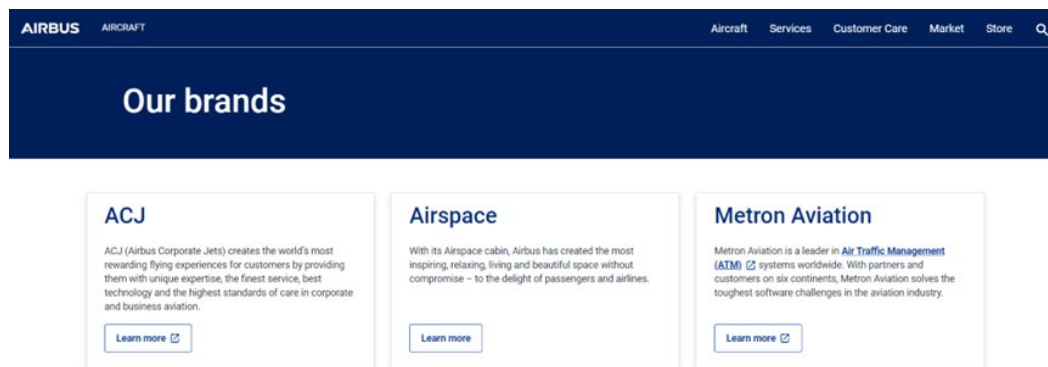 AIRBUS AIRCRAFT Aircraft Services Customer Care Market Store
Our brands
ACJ
ACJ (Airbus Corporate Jets) creates the world's most
rewarding flying experiences for customers by providing
them with unique expertise, the finest service, best
technology and the highest standards of care in corporate
and business aviation.
Learn more
Airspace
With its Airspace cabin, Airbus has created the most
inspiring, relaxing, living and beautiful space without
compromise – to the delight of passengers and airlines.
Learn more
Metron Aviation
Metron Aviation is a leader in Air Traffic Management
(ATM) systems worldwide. With partners and
customers on six continents, Metron Aviation solves the
toughest software challenges in the aviation industry.
Learn more